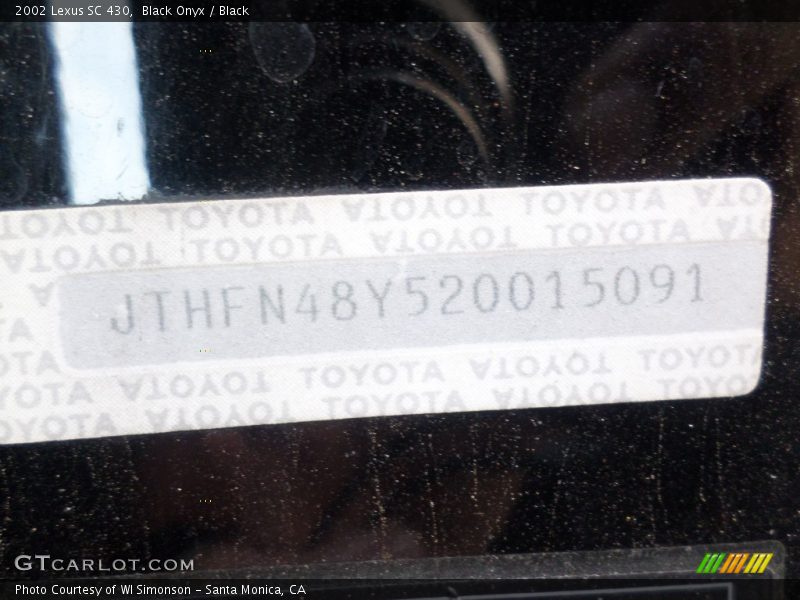 2002 Lexus SC 430, Black Onyx / Black
TOYOTA TOYOTA TOYOTA TOYOTA TOYOTA
TOYOTA TOYOTA TOYOTA TOYOTA
JTHFN48Y520015091
TOYOTA TOYOTA TOYOTA TOYOTA
TOYOTA TOYOTA TOYOTA TOYOTA
GTcarlot.com
Photo Courtesy of WI Simonson - Santa Monica, CA